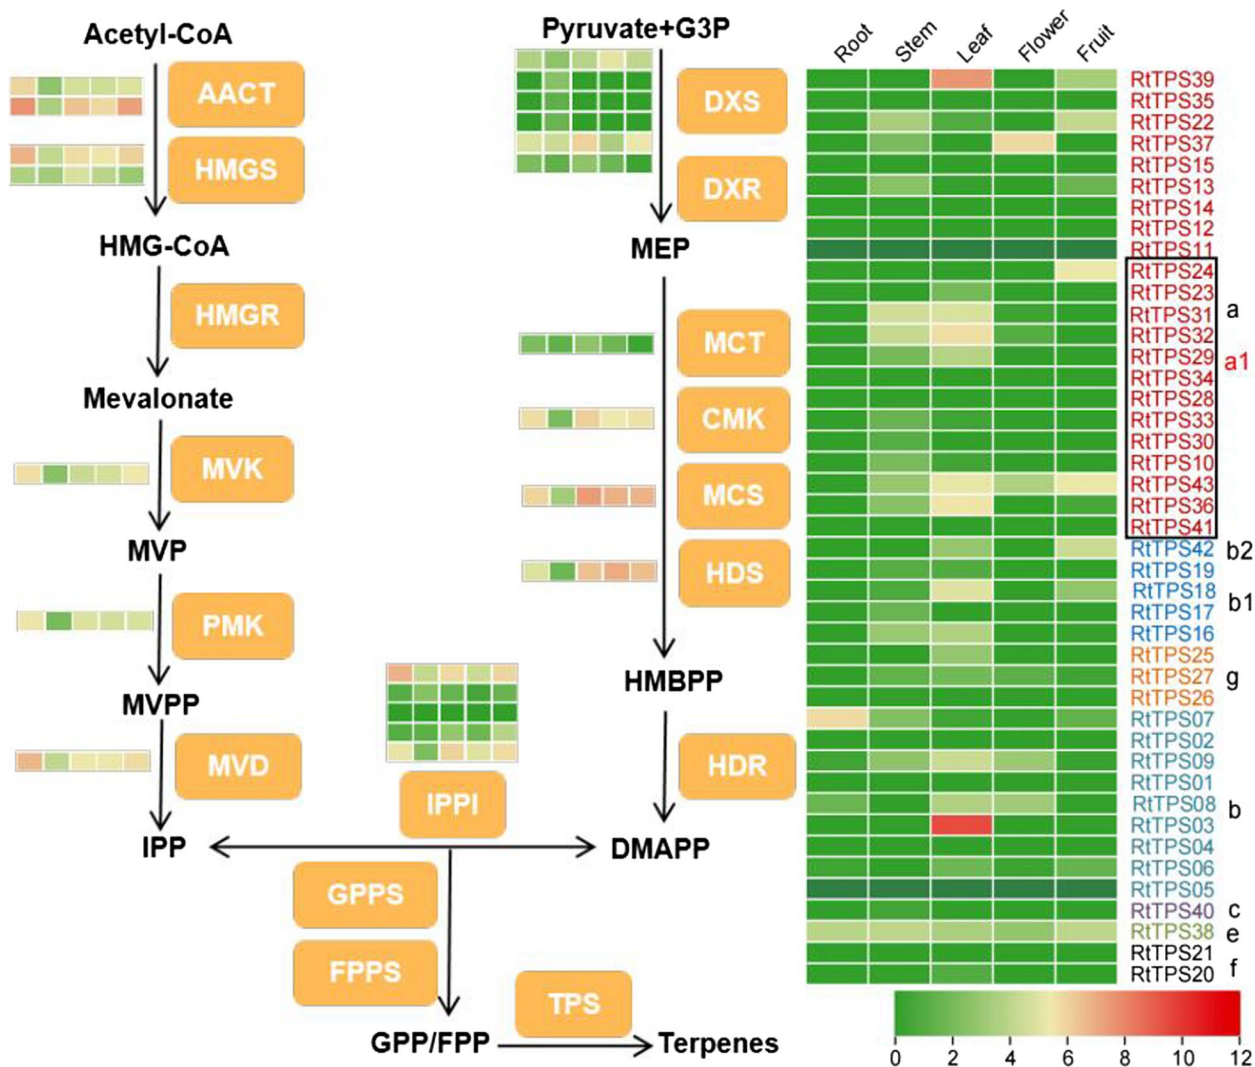 Acetyl-CoA
AACT
HMGS
HMG-CoA
HMGR
Mevalonate
MVK
MVP
PMK
MVPP
MVD
IPP
Pyruvate+G3P
DXS
DXR
MEP
MCT
CMK
MCS
HDS
HMBPP
HDR
IPPI
DMAPP
GPPS
FPPS
TPS
GPP/FPP
Terpenes
Root Stem Leaf Flower Fruit
RtTPS39
RtTPS35
RtTPS22
RtTPS37
RtTPS15
RtTPS13
RtTPS14
RtTPS12
RtTPS11
RtTPS24
RtTPS23
RtTPS31
a
RtTPS32
RtTPS29
a1
RtTPS34
RtTPS28
RtTPS33
RtTPS30
RtTPS10
RtTPS43
RtTPS36
RtTPS41
RtTPS42
b2
RtTPS19
RtTPS18
b1
RtTPS17
RtTPS16
RtTPS25
RtTPS27
g
RtTPS26
RtTPS07
RtTPS02
RtTPS09
RtTPS01
RtTPS08
b
RtTPS03
RtTPS04
RtTPS06
RtTPS05
RtTPS40
c
RtTPS38
e
RtTPS21
RtTPS20
f
0 2 4 6 8 10 12